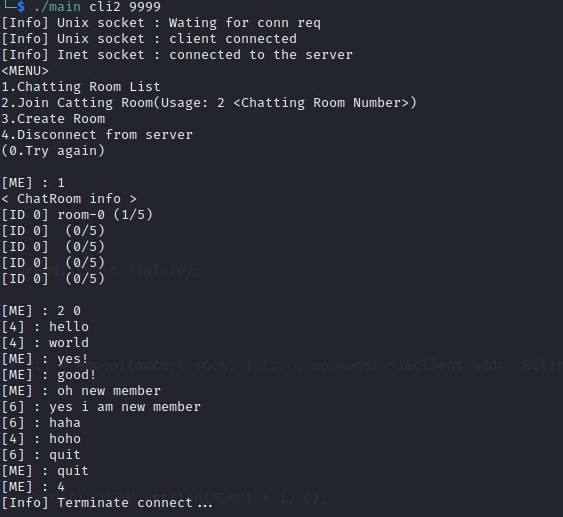 └─$ ./main cli2 9999
[Info] Unix socket : Wating for conn req
[Info] Unix socket : client connected
[Info] Inet socket : connected to the server
<MENU>
1.Chatting Room List
2.Join Catting Room(Usage: 2 <Chatting Room Number>)
3.Create Room
4.Disconnect from server
(0.Try again)
[ME] : 1
< ChatRoom info >
[ID 0] room-0 (1/5)
[ID 0]  (0/5)
[ID 0]  (0/5)
[ID 0]  (0/5)
[ID 0]  (0/5)
[ME] : 2 0
[4] : hello
[4] : world
[ME] : yes!
[ME] : good!
[ME] : oh new member
[6] : yes i am new member
[6] : haha
[4] : hoho
[6] : quit
[ME] : quit
[ME] : 4
[Info] Terminate connect...